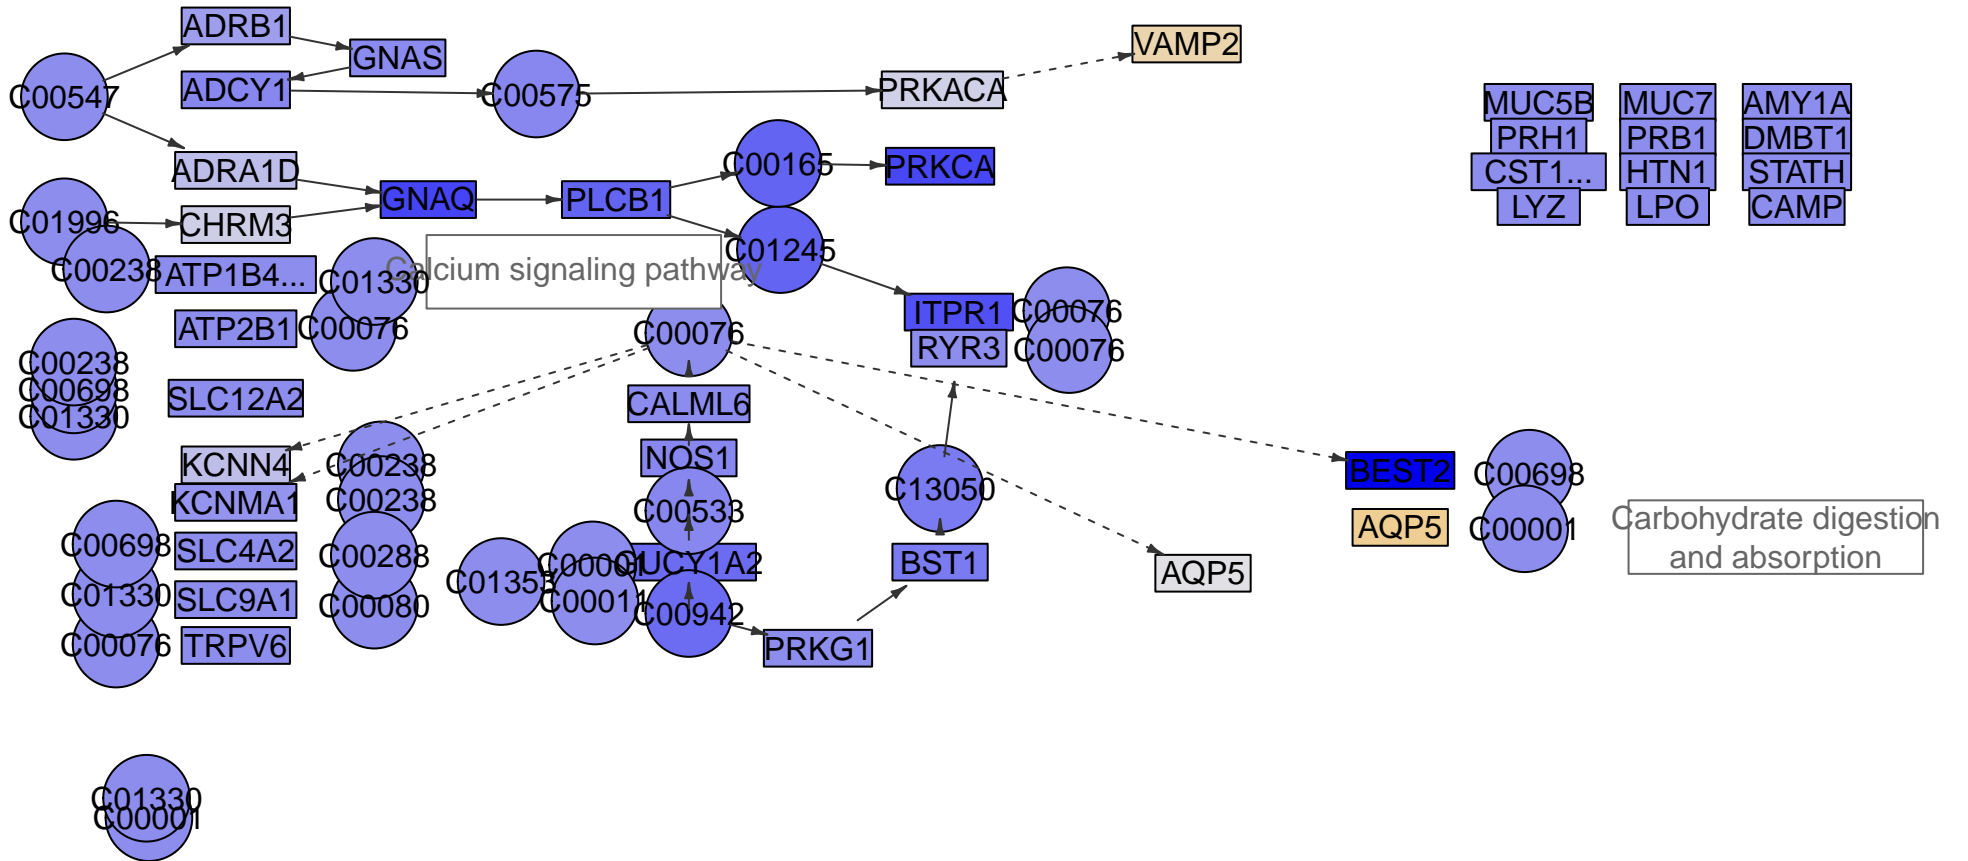 ADRB1
GNAS
VAMP2
C00547
ADCY1
C00575
PRKACA
MUC5B
MUC7
AMY1A
PRH1
PRB1
DMBT1
ADRA1D
C00165
PRKCA
CST1...
HTN1
STATH
GNAQ
PLCB1
LYZ
LPO
CAMP
C01996
CHRM3
C01245
C00238
ATP1B4...
C01330
Calcium signaling pathway
ATP2B1
C00076
C00076
ITPR1
C00076
RYR3
C00076
C00238
C00698
C01330
SLC12A2
CALML6
KCNN4
C00238
NOS1
BEST2
C00698
KCNMA1
C00238
C00533
C13050
AQP5
C00001
Carbohydrate digestion
and absorption
C00698
SLC4A2
C00288
C00001
GUCY1A2
BST1
AQP5
C01353
C01330
SLC9A1
C00080
C00011
C00942
C00076
TRPV6
PRKG1
C01330
C00001